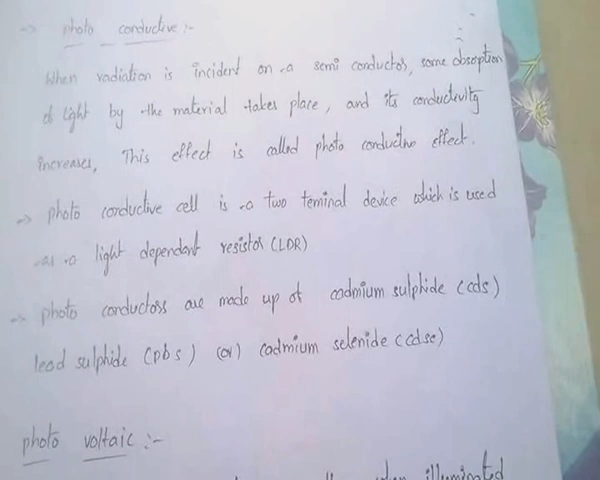 -> photo conductive :-
When radiation is incident on a semi conductor, some absorption
of light by the material takes place, and its conductivity
increases, This effect is called photo conductive effect.
-> photo conductive cell is a two teminal device which is used
as a light dependent resistor (LDR)
-> photo conductors are made up of cadmium sulphide (cds)
lead sulphide (pbs) (or) cadmium selenide (cdse)
photo voltaic :-
when illuminated